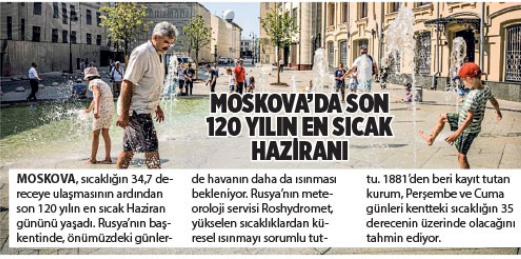 MOSKOVA'DA SON
120 YILIN EN SICAK
HAZİRANI
MOSKOVA, sıcaklığın 34,7 de-
receye ulaşmasının ardından
son 120 yılın en sıcak Haziran
gününü yaşadı. Rusya'nın baş-
kentinde, önümüzdeki günler-
de havanın daha da ısınması
bekleniyor. Rusya'nın mete-
oroloji servisi Roshydromet,
yükselen sıcaklıklardan kü-
resel ısınmayı sorumlu tut-
tu. 1881'den beri kayıt tutan
kurum, Perşembe ve Cuma
günleri kentteki sıcaklığın 35
derecenin üzerinde olacağını
tahmin ediyor.